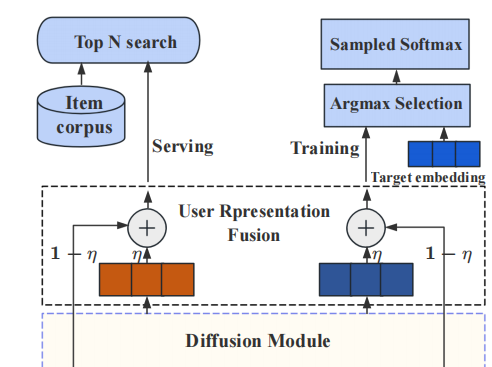 Top N search
Sampled Softmax
Item
corpus
Argmax Selection
Serving
Training
Target embedding
User Rpresentation
Fusion
1 − η
η
η
1 − η
Diffusion Module